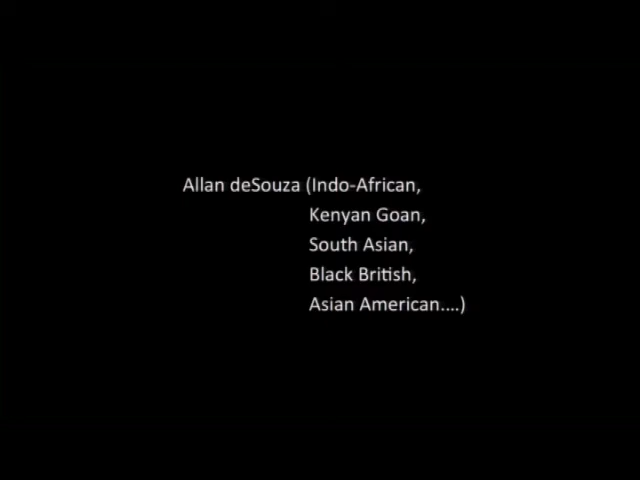 Allan deSouza (Indo-African,
Kenyan Goan,
South Asian,
Black British,
Asian American....)